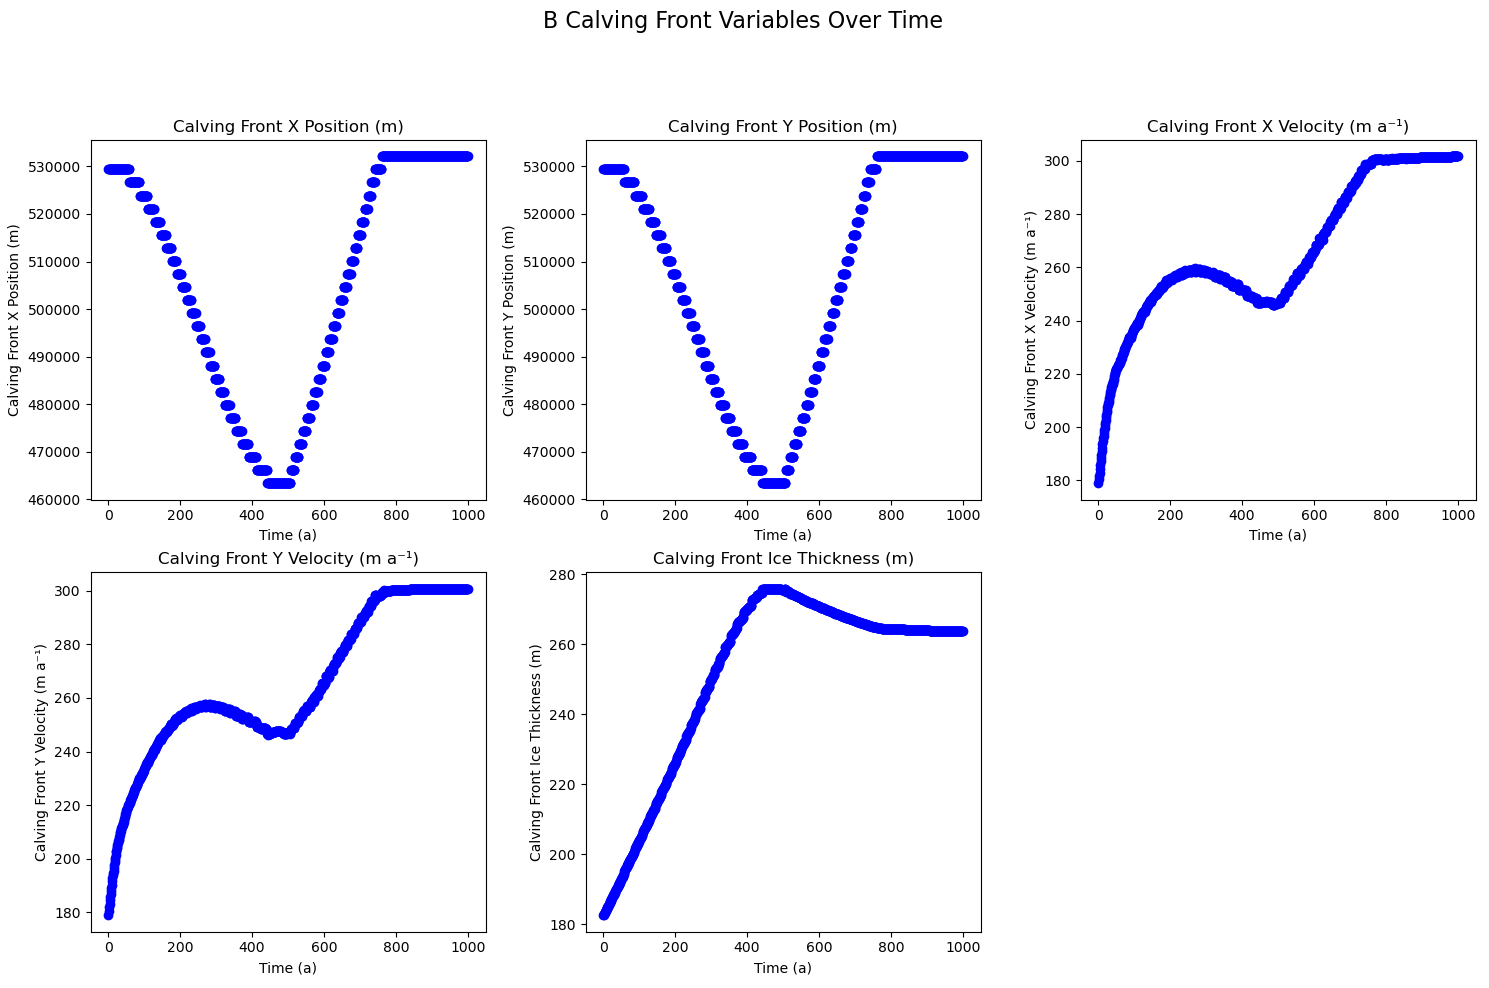 B Calving Front Variables Over Time
Calving Front X Position (m)
Calving Front X Position (m)
530000
520000
510000
500000
490000
480000
470000
460000
0 200 400 600 800 1000
Time (a)
Calving Front Y Position (m)
Calving Front Y Position (m)
530000
520000
510000
500000
490000
480000
470000
460000
0 200 400 600 800 1000
Time (a)
Calving Front X Velocity (m a⁻¹)
Calving Front X Velocity (m a⁻¹)
300
280
260
240
220
200
180
0 200 400 600 800 1000
Time (a)
Calving Front Y Velocity (m a⁻¹)
Calving Front Y Velocity (m a⁻¹)
300
280
260
240
220
200
180
0 200 400 600 800 1000
Time (a)
Calving Front Ice Thickness (m)
Calving Front Ice Thickness (m)
280
260
240
220
200
180
0 200 400 600 800 1000
Time (a)